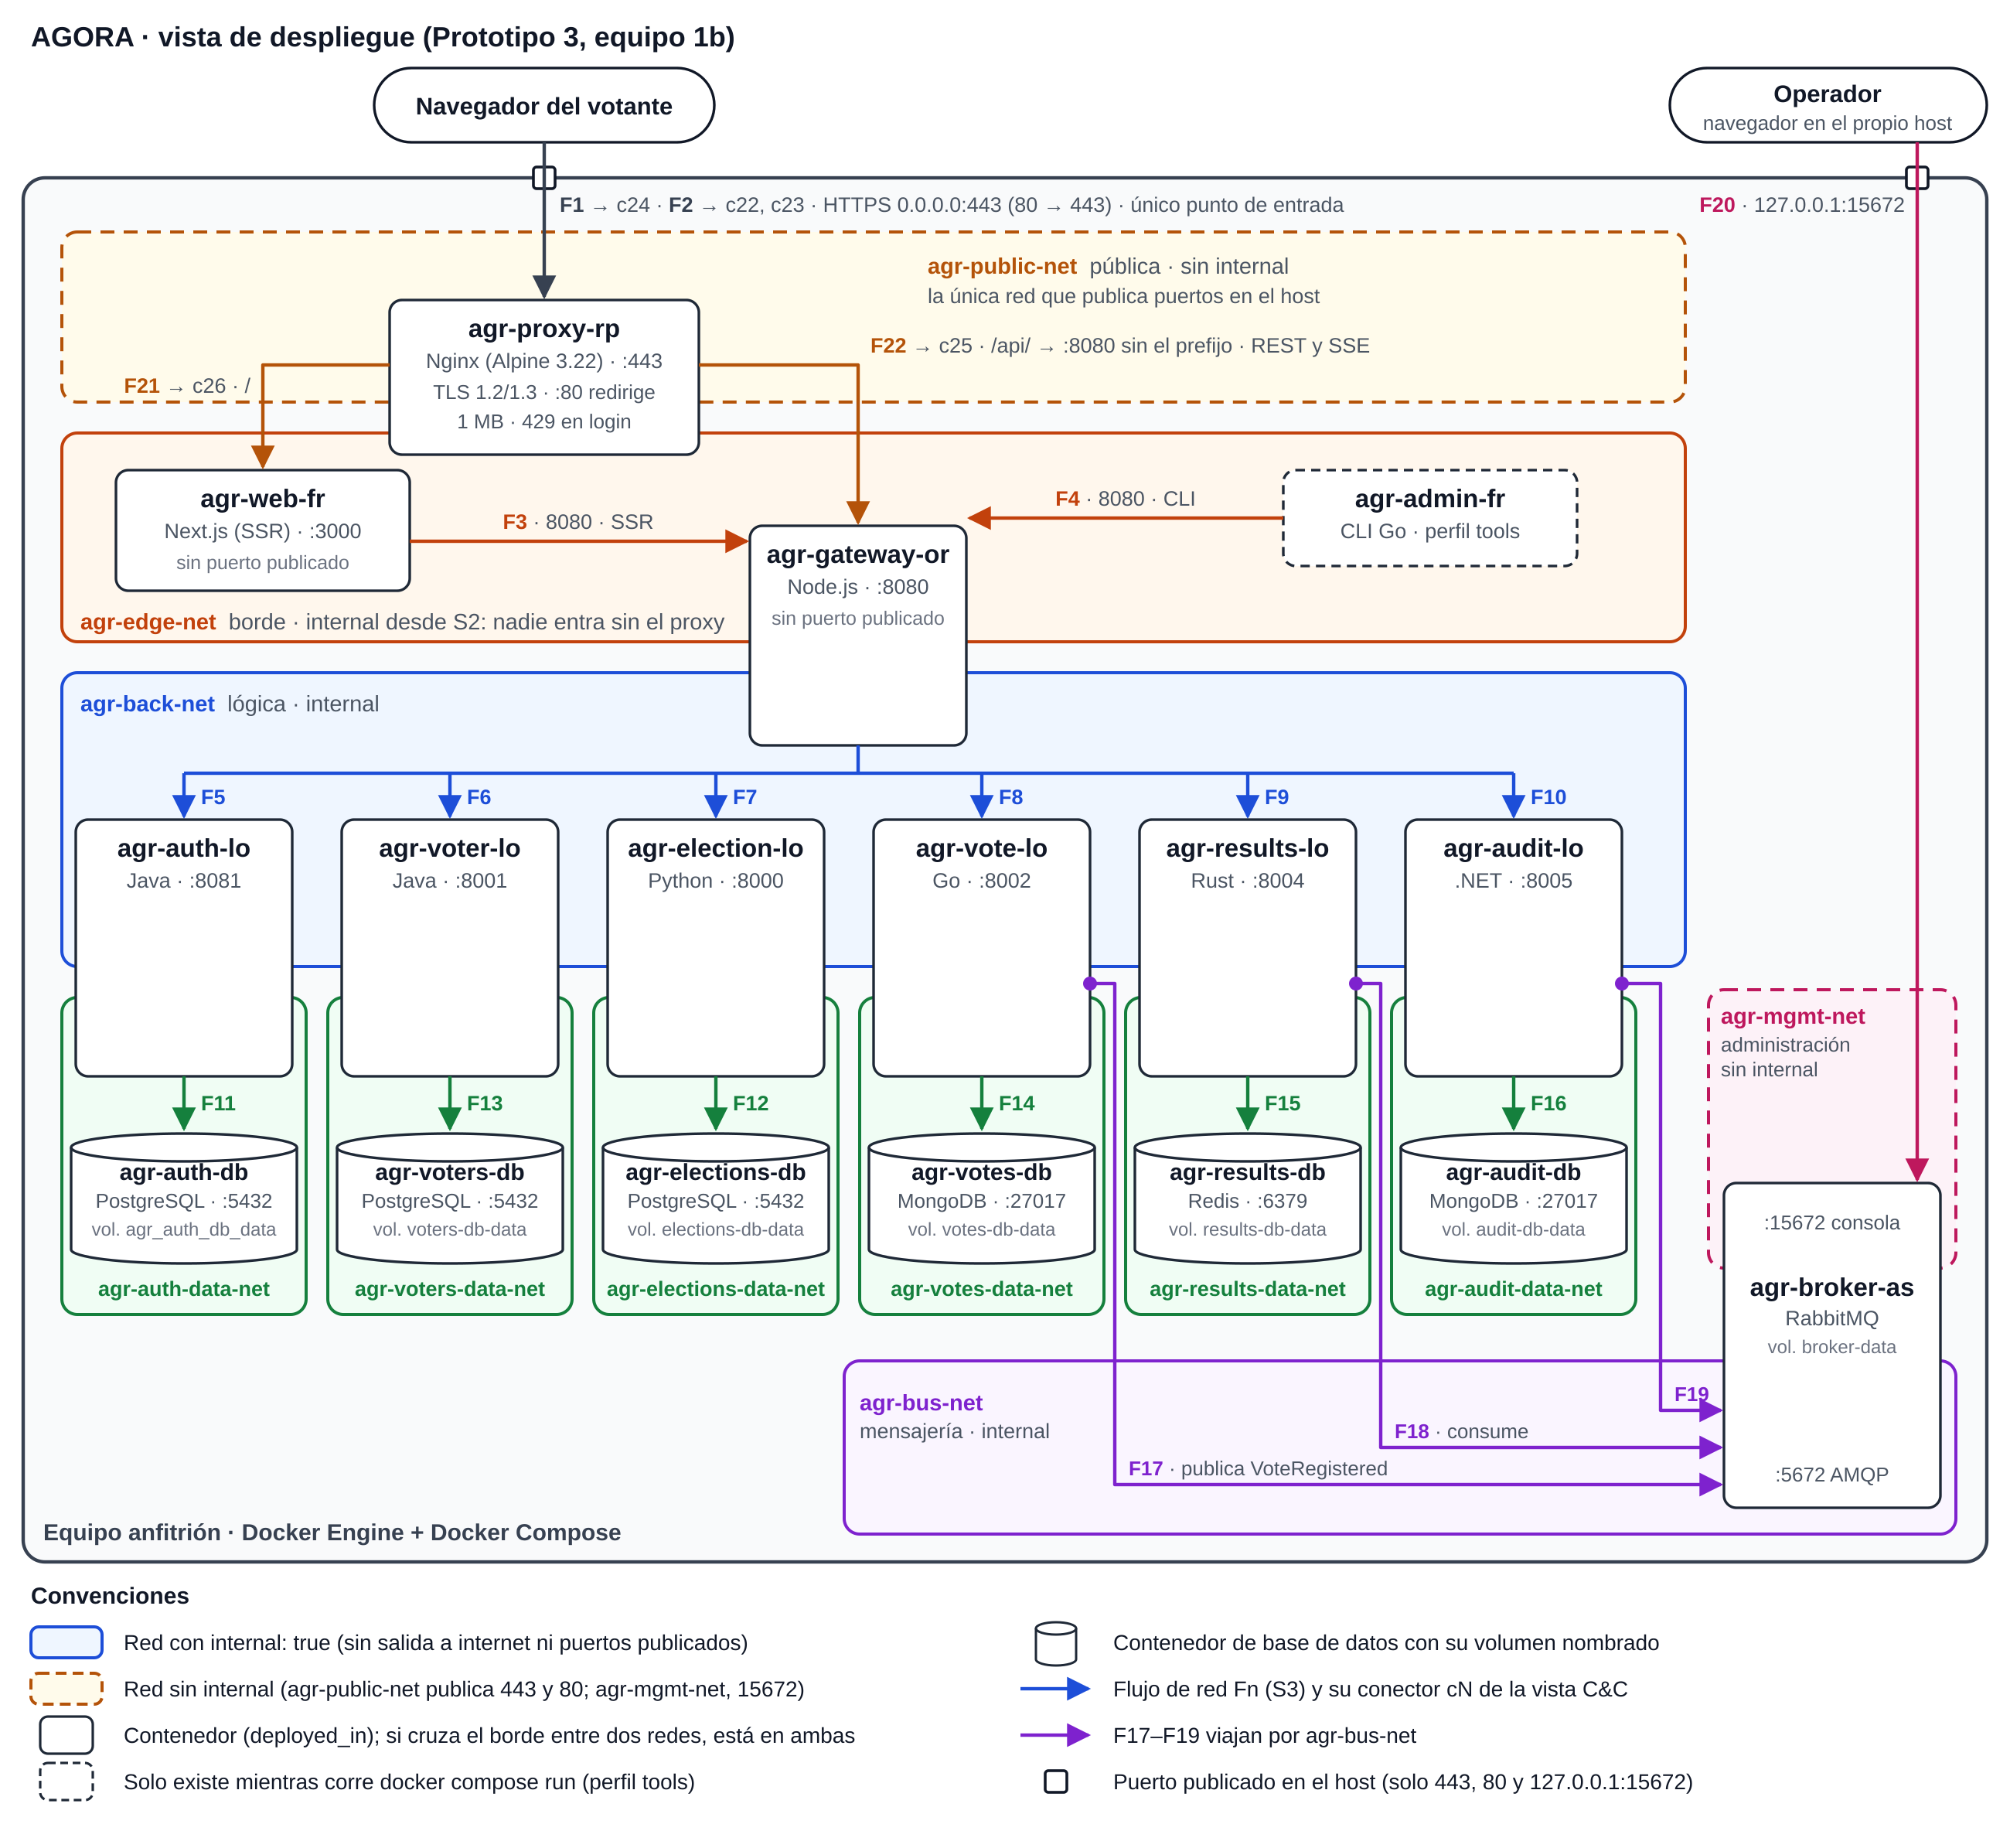 AGORA · vista de despliegue (Prototipo 3, equipo 1b)
Navegador del votante
Operador
navegador en el propio host
F1 → c24 · F2 → c22, c23 · HTTPS 0.0.0.0:443 (80 → 443) · único punto de entrada
F20 · 127.0.0.1:15672
agr-public-net pública · sin internal
la única red que publica puertos en el host
agr-proxy-rp
Nginx (Alpine 3.22) · :443
TLS 1.2/1.3 · :80 redirige
1 MB · 429 en login
F22 → c25 · /api/ → :8080 sin el prefijo · REST y SSE
F21 → c26 · /
agr-web-fr
Next.js (SSR) · :3000
sin puerto publicado
F3 · 8080 · SSR
F4 · 8080 · CLI
agr-admin-fr
CLI Go · perfil tools
agr-gateway-or
Node.js · :8080
sin puerto publicado
agr-edge-net borde · internal desde S2: nadie entra sin el proxy
agr-back-net lógica · internal
F5
F6
F7
F8
F9
F10
agr-auth-lo
Java · :8081
agr-voter-lo
Java · :8001
agr-election-lo
Python · :8000
agr-vote-lo
Go · :8002
agr-results-lo
Rust · :8004
agr-audit-lo
.NET · :8005
agr-mgmt-net
administración
sin internal
F11
F13
F12
F14
F15
F16
agr-auth-db
PostgreSQL · :5432
vol. agr_auth_db_data
agr-auth-data-net
agr-voters-db
PostgreSQL · :5432
vol. voters-db-data
agr-voters-data-net
agr-elections-db
PostgreSQL · :5432
vol. elections-db-data
agr-elections-data-net
agr-votes-db
MongoDB · :27017
vol. votes-db-data
agr-votes-data-net
agr-results-db
Redis · :6379
vol. results-db-data
agr-results-data-net
agr-audit-db
MongoDB · :27017
vol. audit-db-data
agr-audit-data-net
:15672 consola
agr-broker-as
RabbitMQ
vol. broker-data
:5672 AMQP
agr-bus-net
mensajería · internal
F19
F18 · consume
F17 · publica VoteRegistered
Equipo anfitrión · Docker Engine + Docker Compose
Convenciones
Red con internal: true (sin salida a internet ni puertos publicados)
Red sin internal (agr-public-net publica 443 y 80; agr-mgmt-net, 15672)
Contenedor (deployed_in); si cruza el borde entre dos redes, está en ambas
Solo existe mientras corre docker compose run (perfil tools)
Contenedor de base de datos con su volumen nombrado
Flujo de red Fn (S3) y su conector cN de la vista C&C
F17–F19 viajan por agr-bus-net
Puerto publicado en el host (solo 443, 80 y 127.0.0.1:15672)